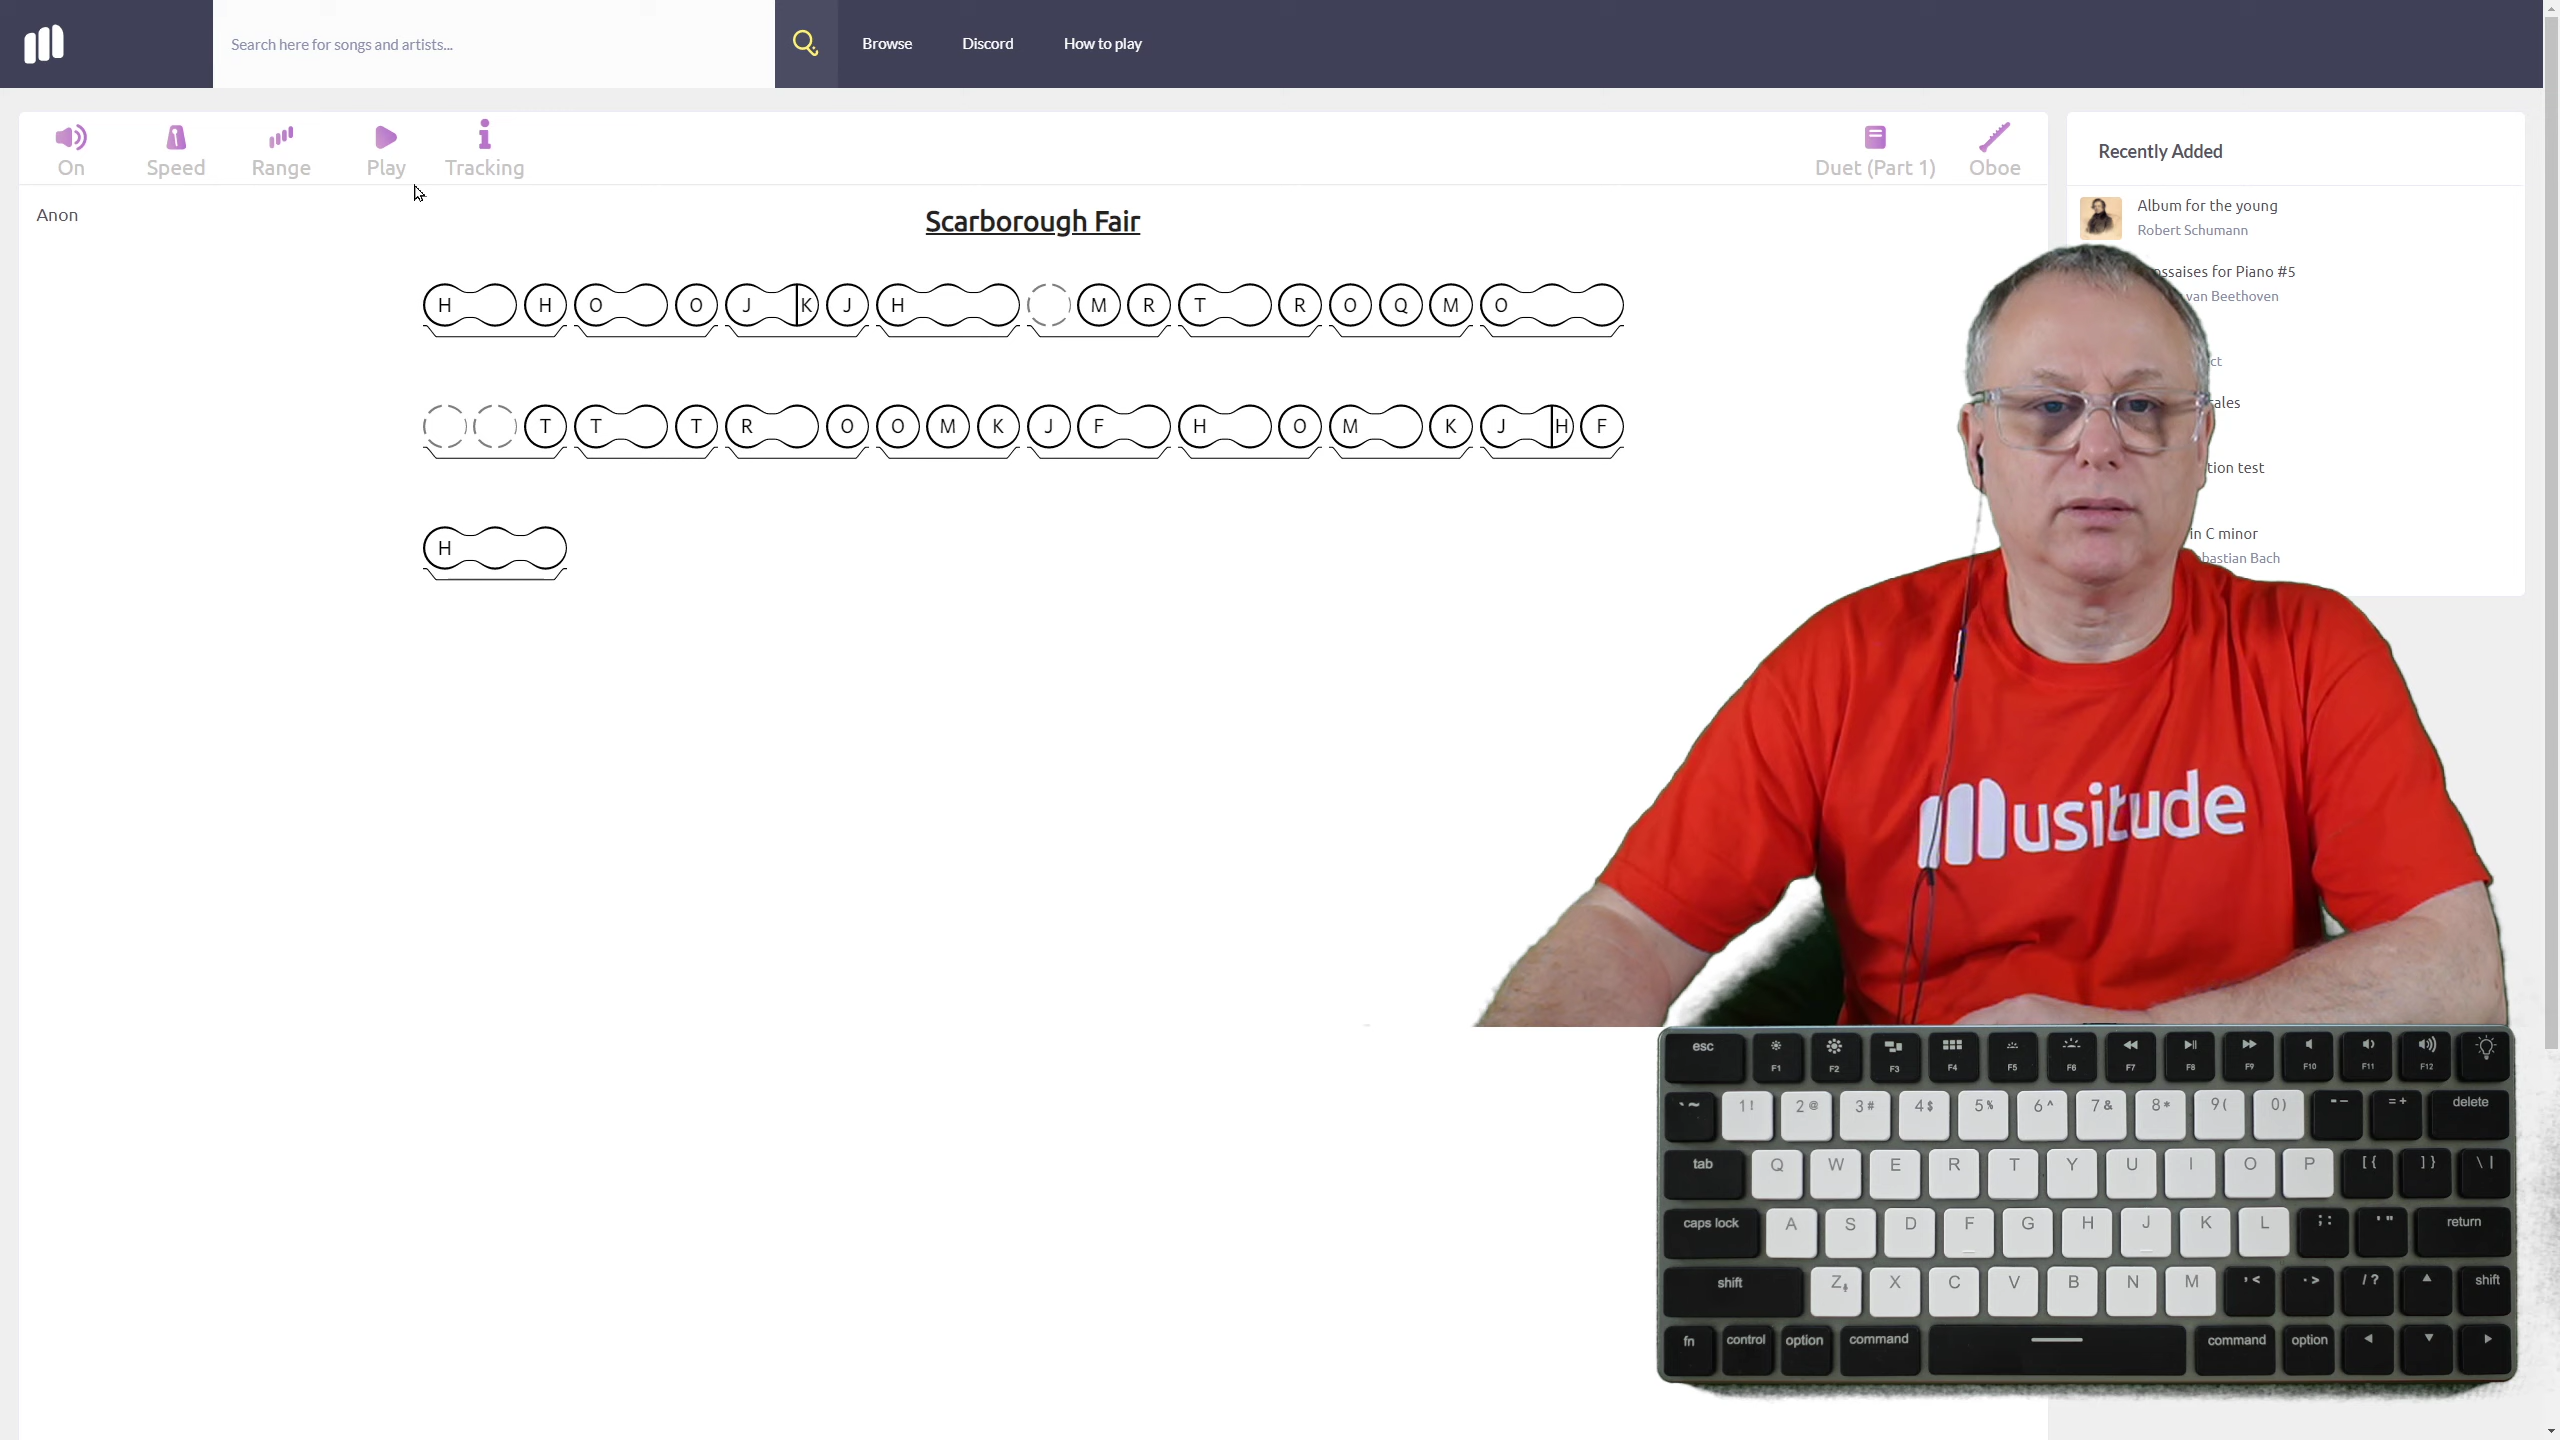 Search here for songs and artists...
Browse
Discord
How to play
On
Speed
Range
Play
Tracking
Duet (Part 1)
Oboe
Anon
Scarborough Fair
H H O O J K J H M R T R O Q M O
T T T R O O M K J F H O M K J H F
H
Recently Added
Album for the young
Robert Schumann
ossaises for Piano #5
van Beethoven
ct
ales
tion test
in C minor
bastian Bach
Musitude
esc F1 F2 F3 F4 F5 F6 F7 F8 F9 F10 F11 F12
` ~ 1! 2@ 3# 4$ 5% 6^ 7& 8* 9( 0) - – = + delete
tab Q W E R T Y U I O P [ { ] } \ |
caps lock A S D F G H J K L ; : ' " return
shift Z X C V B N M , < . > / ? shift
fn control option command command option